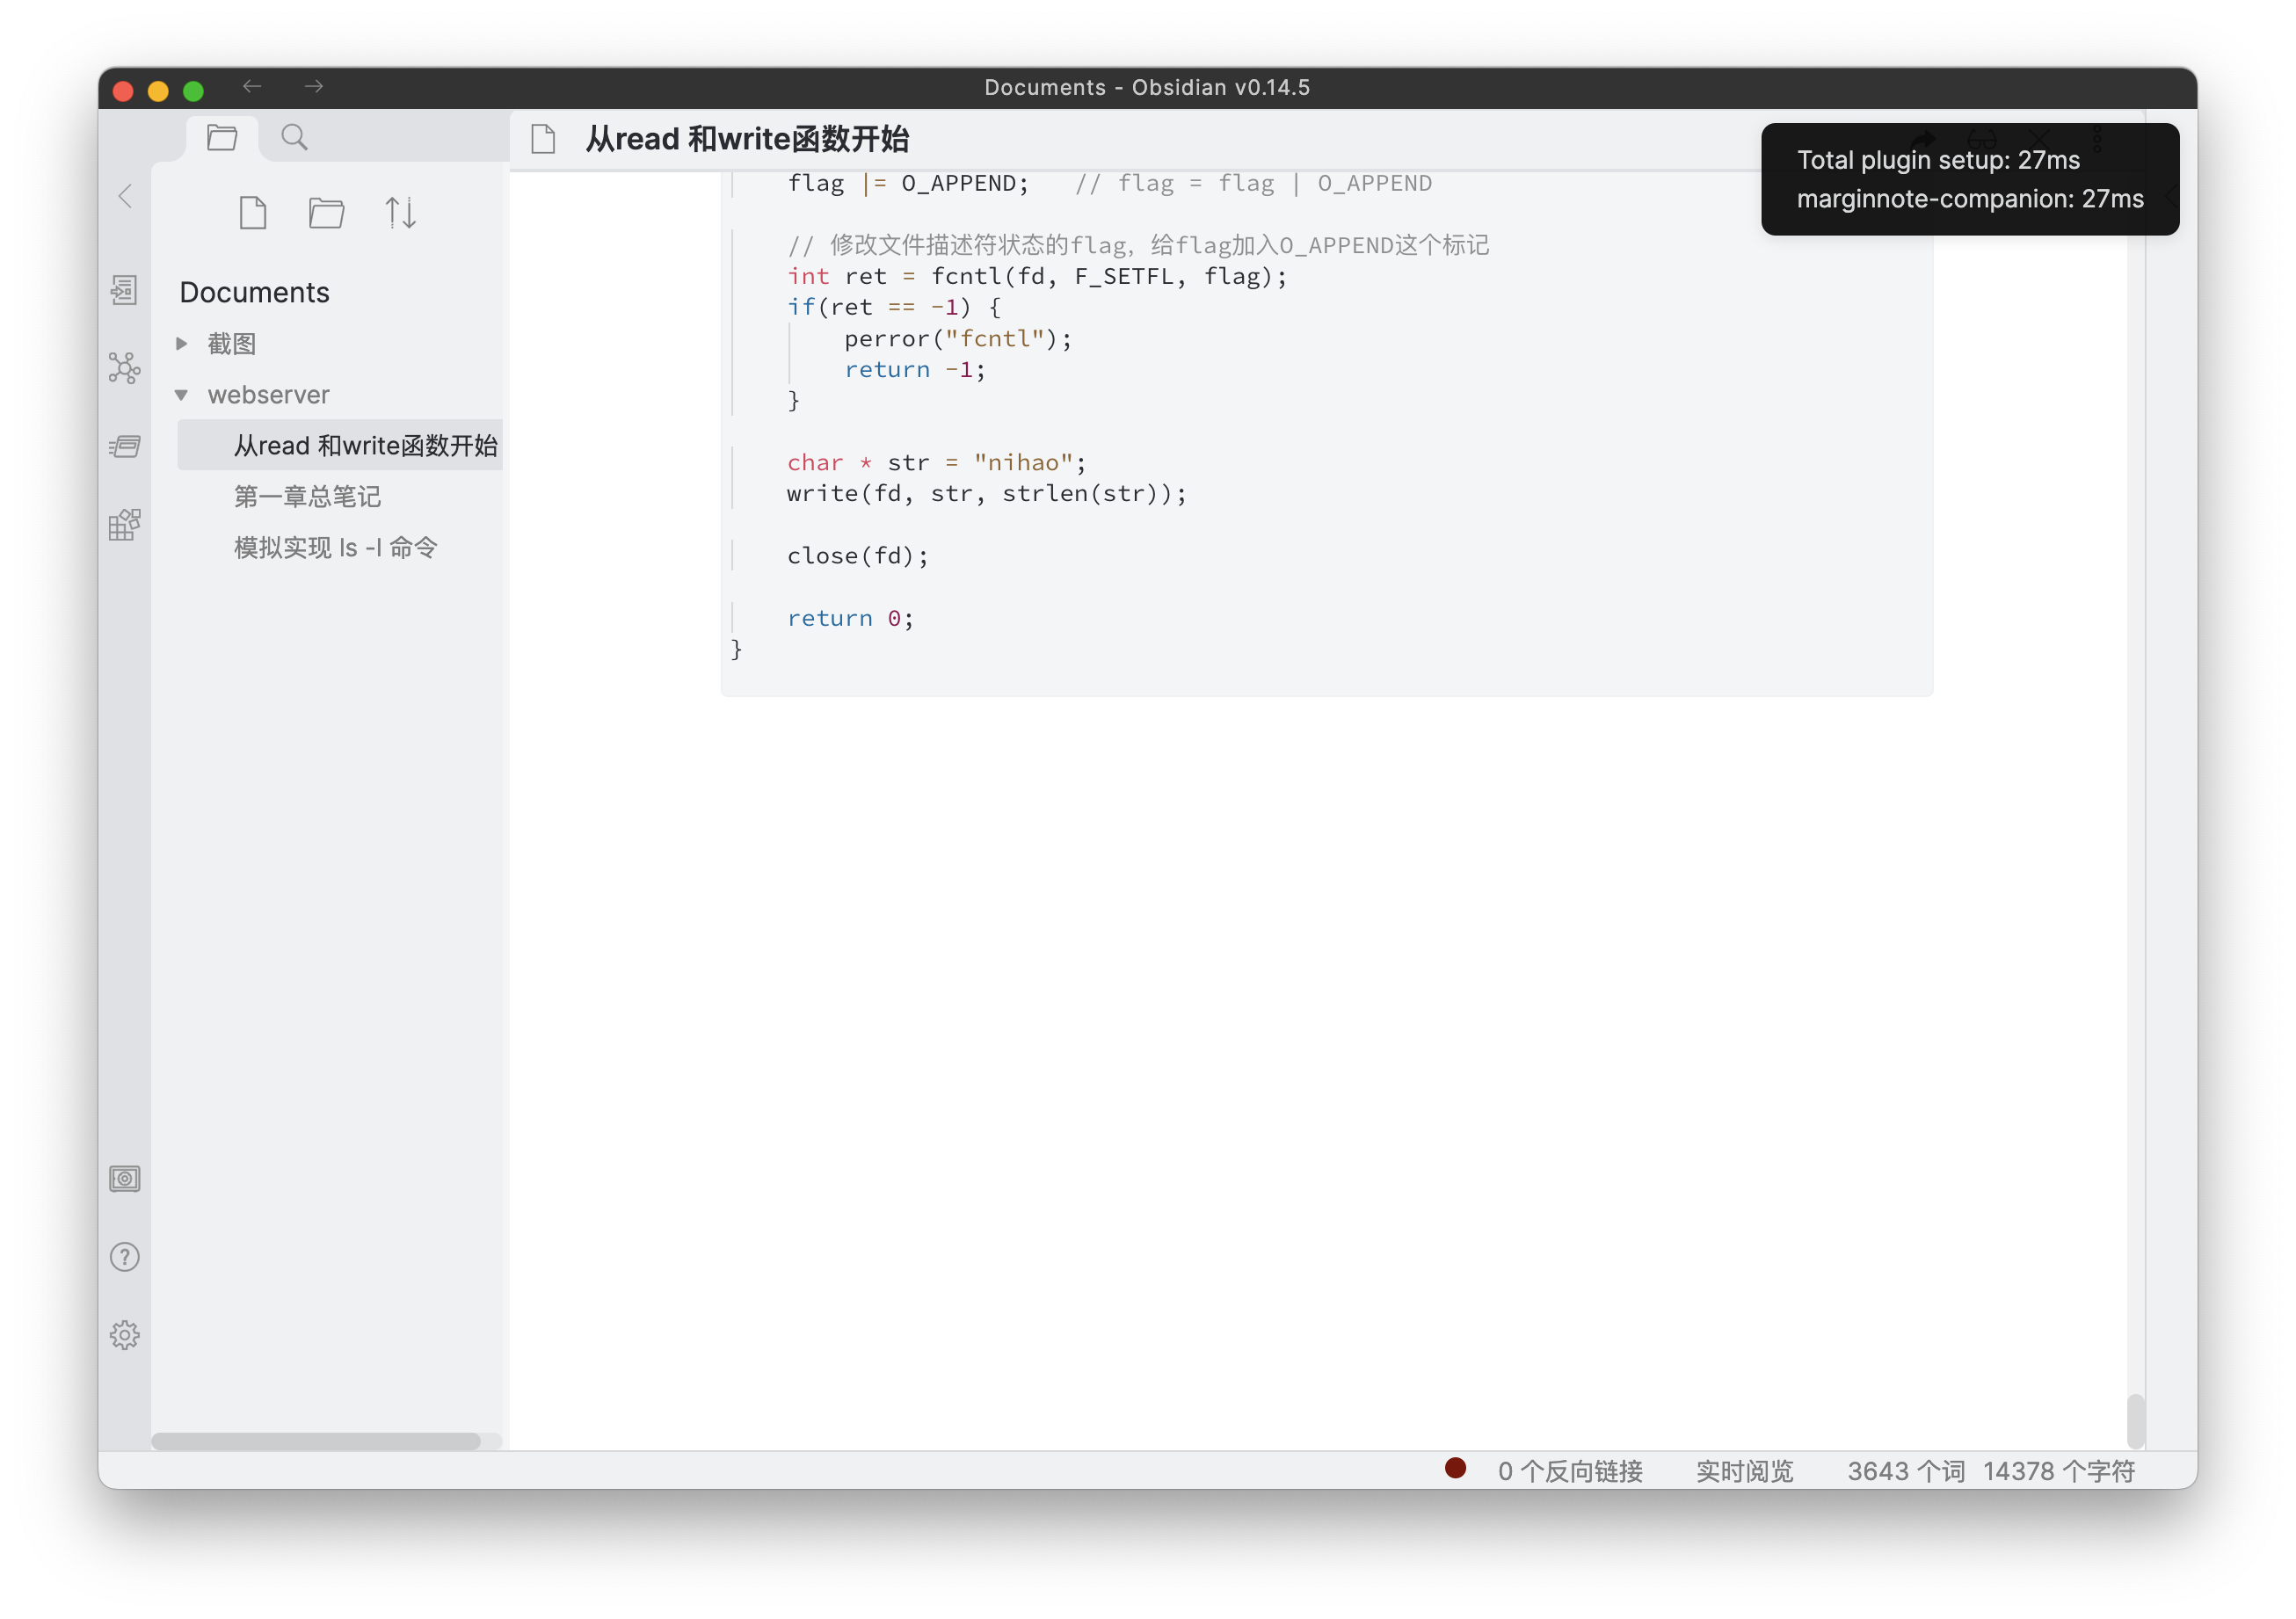 Documents - Obsidian v0.14.5
从read 和write函数开始
Total plugin setup: 27ms
marginnote-companion: 27ms
Documents
截图
webserver
从read 和write函数开始
第一章总笔记
模拟实现 ls -l 命令
flag |= O_APPEND;   // flag = flag | O_APPEND
// 修改文件描述符状态的flag，给flag加入O_APPEND这个标记
int ret = fcntl(fd, F_SETFL, flag);
if(ret == -1) {
perror("fcntl");
return -1;
}
char * str = "nihao";
write(fd, str, strlen(str));
close(fd);
return 0;
}
0 个反向链接 实时阅览 3643 个词 14378 个字符